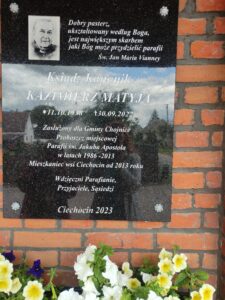 Dobry pasterz,
ukształtowany według Boga,
jest największym skarbem
jaki Bóg może przydzielić parafii
Św. Jan Maria Vianney
Ksiądz Kanonik
KAZIMIERZ MATYJA
*11.10.1938 †30.09.2022
Zasłużony dla Gminy Chojnice
Proboszcz miejscowej
Parafii św. Jakuba Apostoła
w latach 1986 -2013
Mieszkaniec wsi Ciechocin od 2013 roku
Wdzięczni Parafianie,
Przyjaciele, Sąsiedzi
Ciechocin 2023